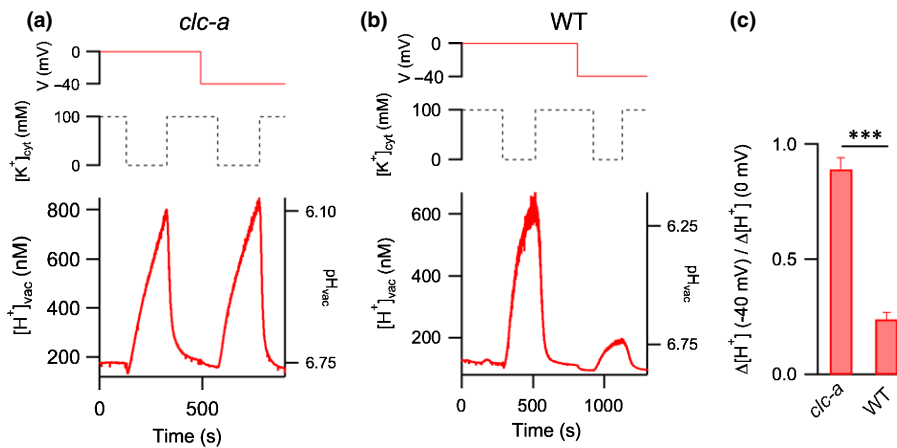 (a) clc-a
V (mV)
0
−40
[K⁺]cyt (mM)
100
0
[H⁺]vac (nM)
800
600
400
200
6.10
6.75
pHvac
0 500
Time (s)
(b) WT
V (mV)
0
−40
[K⁺]cyt (mM)
100
0
[H⁺]vac (nM)
600
400
200
6.25
6.75
pHvac
0 500 1000
Time (s)
(c)
Δ[H⁺] (-40 mV) / Δ[H⁺] (0 mV)
1.0
0.5
0.0
***
clc-a
WT